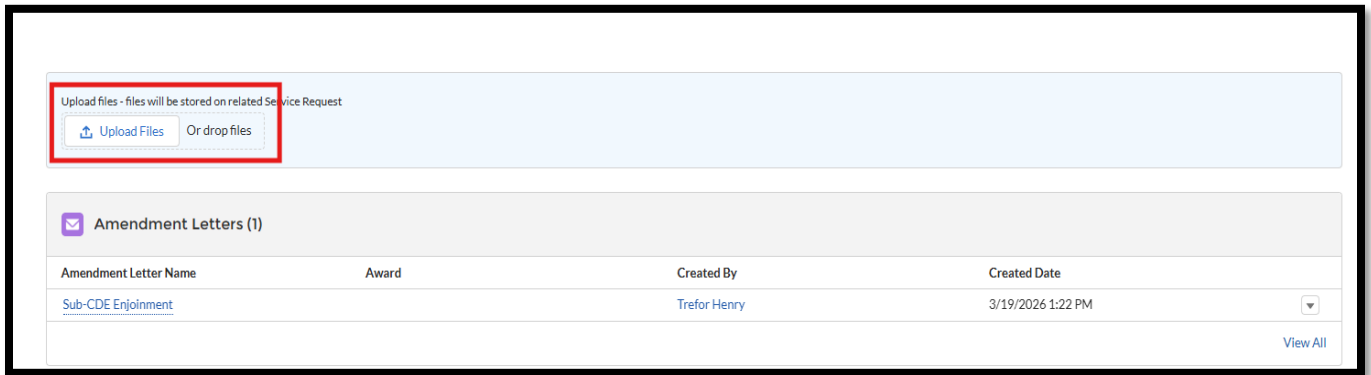 Upload files - files will be stored on related Service Request
Upload Files Or drop files
Amendment Letters (1)
Amendment Letter Name Award Created By Created Date
Sub-CDE Enjoinment Trefor Henry 3/19/2026 1:22 PM
View All